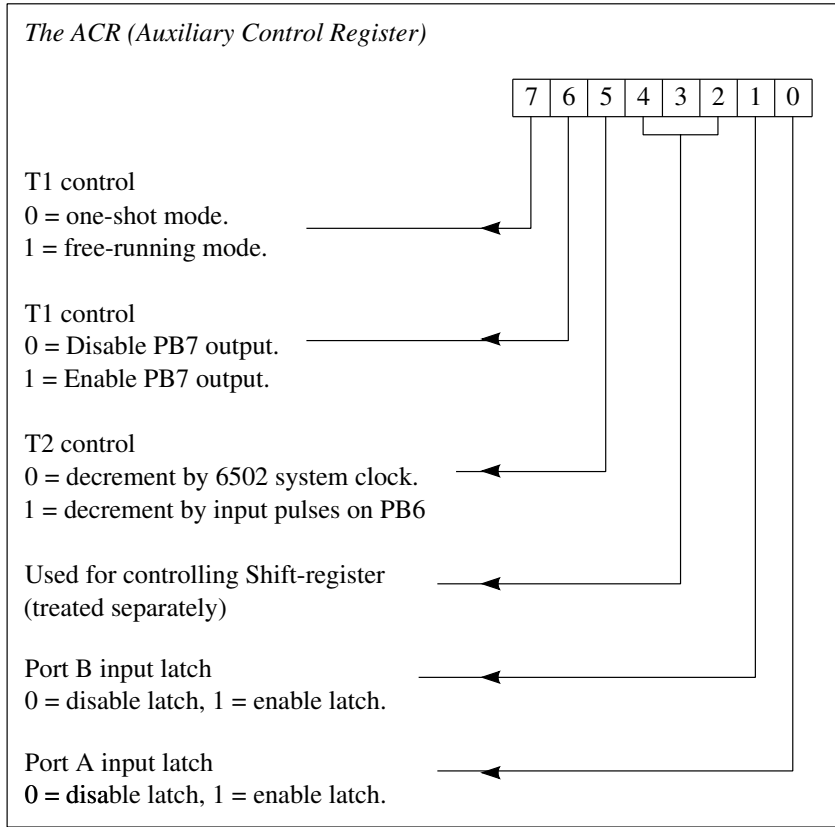 The ACR (Auxiliary Control Register)
7 6 5 4 3 2 1 0
T1 control
0 = one-shot mode.
1 = free-running mode.
T1 control
0 = Disable PB7 output.
1 = Enable PB7 output.
T2 control
0 = decrement by 6502 system clock.
1 = decrement by input pulses on PB6
Used for controlling Shift-register
(treated separately)
Port B input latch
0 = disable latch, 1 = enable latch.
Port A input latch
0 = disable latch, 1 = enable latch.